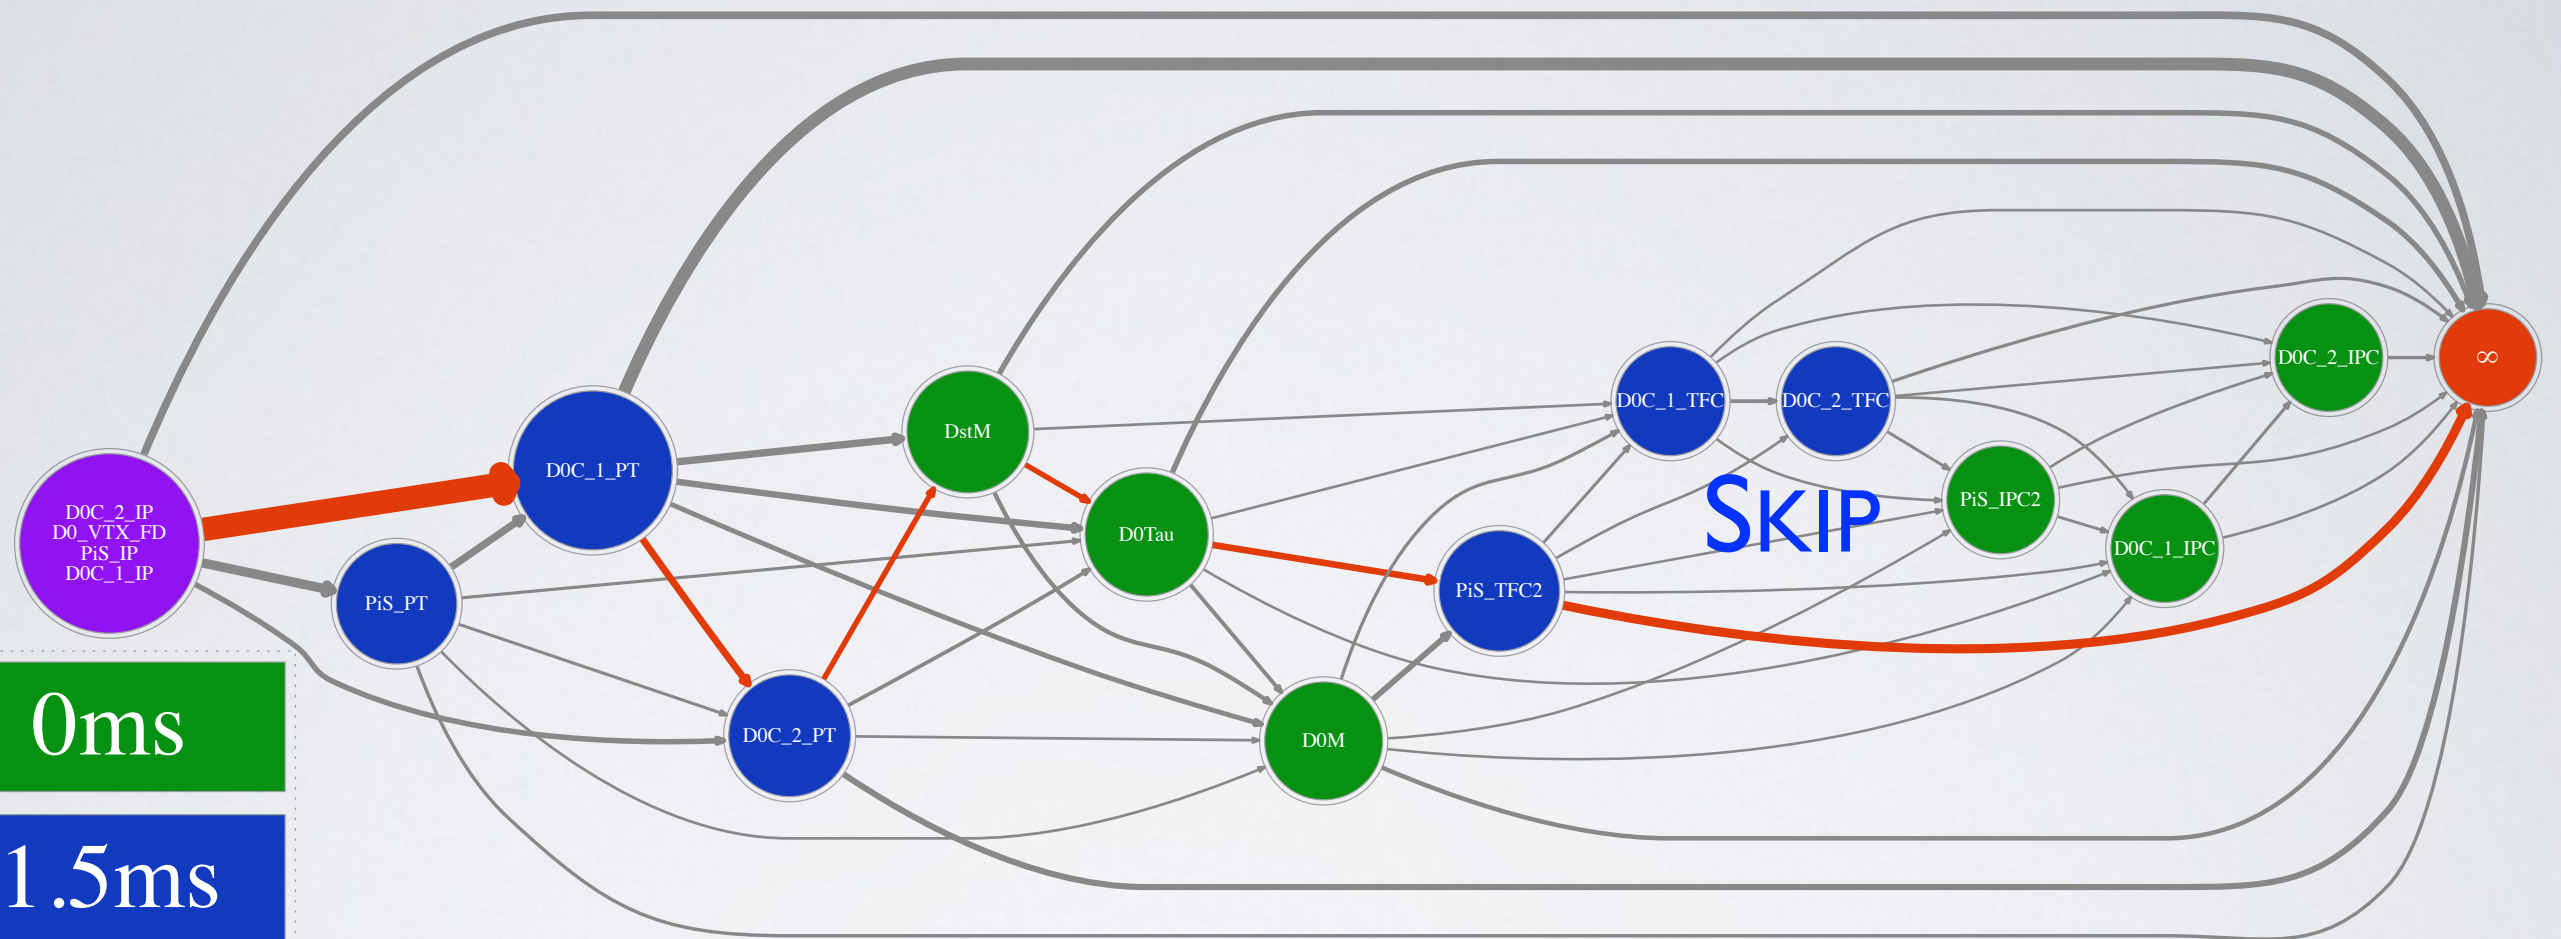 D0C_2_IP
D0_VTX_FD
PiS_IP
D0C_1_IP
PiS_PT
D0C_1_PT
D0C_2_PT
DstM
D0Tau
D0M
PiS_TFC2
D0C_1_TFC
D0C_2_TFC
SKIP
PiS_IPC2
D0C_1_IPC
D0C_2_IPC
∞
0ms
1.5ms